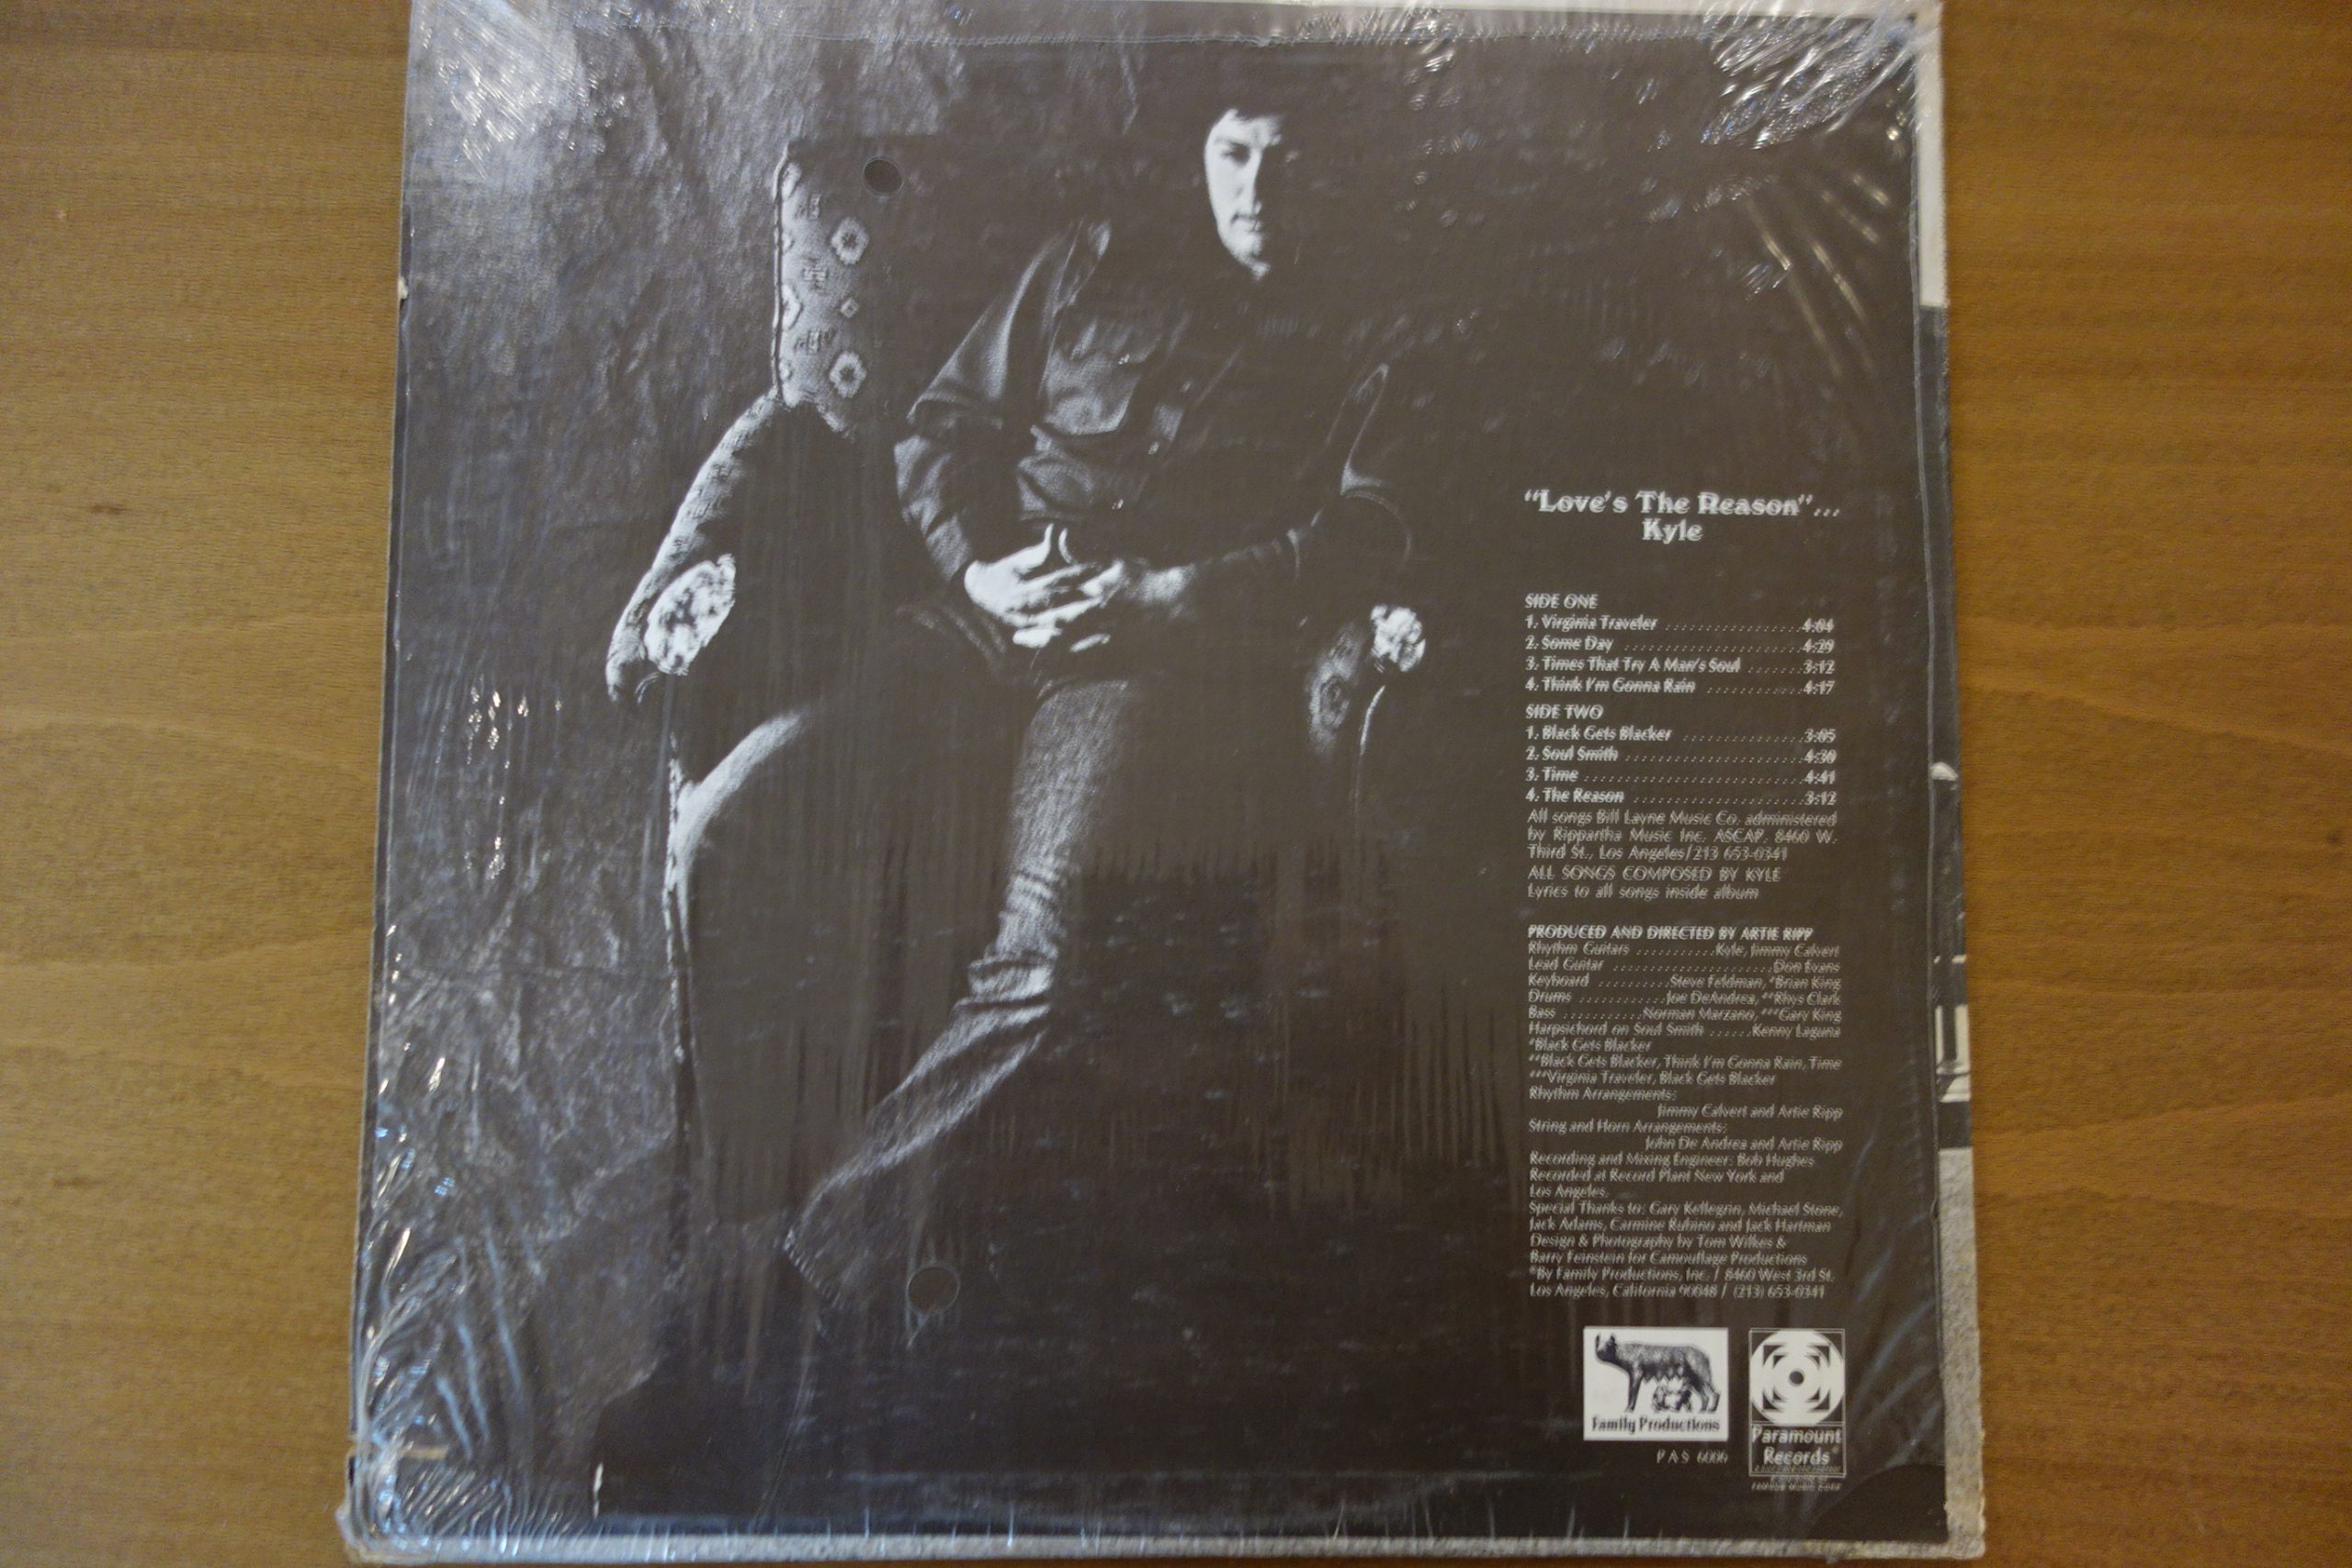 "Love's The Reason"...
Kyle
SIDE ONE
1. Virginia Traveler ..................4:04
2. Some Day .......................4:29
3. Times That Try A Man's Soul .......3:12
4. Think I'm Gonna Rain .............4:17
SIDE TWO
1. Black Gets Blacker ................3:05
2. Soul Smith ........................4:30
3. Time .............................4:41
4. The Reason .......................3:12
All songs Bill Layne Music Co. administered
by Rippartha Music Inc. ASCAP. 8460 W.
Third St., Los Angeles/213 653-0341
ALL SONGS COMPOSED BY KYLE
Lyrics to all songs inside album
PRODUCED AND DIRECTED BY ARTIE RIPP
Rhythm Guitars ...........Kyle, Jimmy Calvert
Lead Guitar ......................Don Evans
Keyboard ..........Steve Feldman, *Brian King
Drums ............Joe DeAndrea, **Rhys Clark
Bass ...........Norman Marzano, ***Gary King
Harpsichord on Soul Smith ......Kenny Laguna
*Black Gets Blacker
**Black Gets Blacker, Think I'm Gonna Rain, Time
***Virginia Traveler, Black Gets Blacker
Rhythm Arrangements:
Jimmy Calvert and Artie Ripp
String and Horn Arrangements:
John De Andrea and Artie Ripp
Recording and Mixing Engineer: Bob Hughes
Recorded at Record Plant New York and
Los Angeles.
Special Thanks to: Gary Kellegrin, Michael Stone,
Jack Adams, Carmine Rubino and Jack Hartman
Design & Photography by Tom Wilkes &
Barry Feinstein for Camouflage Productions
By Family Productions, Inc. / 8460 West 3rd St.
Los Angeles, California 90048 / (213) 653-0341
Family Productions
PAS 6006
Paramount
Records
FAMOUS MUSIC CORP.